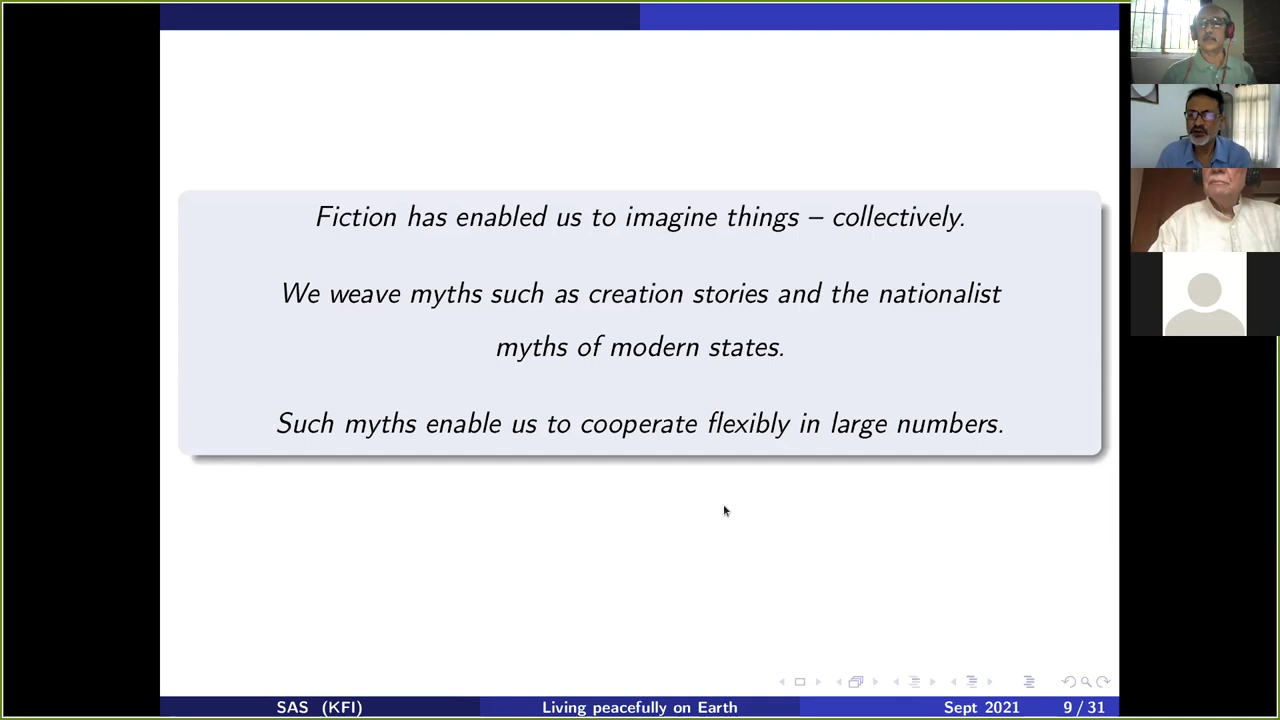 Fiction has enabled us to imagine things – collectively.
We weave myths such as creation stories and the nationalist
myths of modern states.
Such myths enable us to cooperate flexibly in large numbers.
SAS (KFI) Living peacefully on Earth Sept 2021 9 / 31